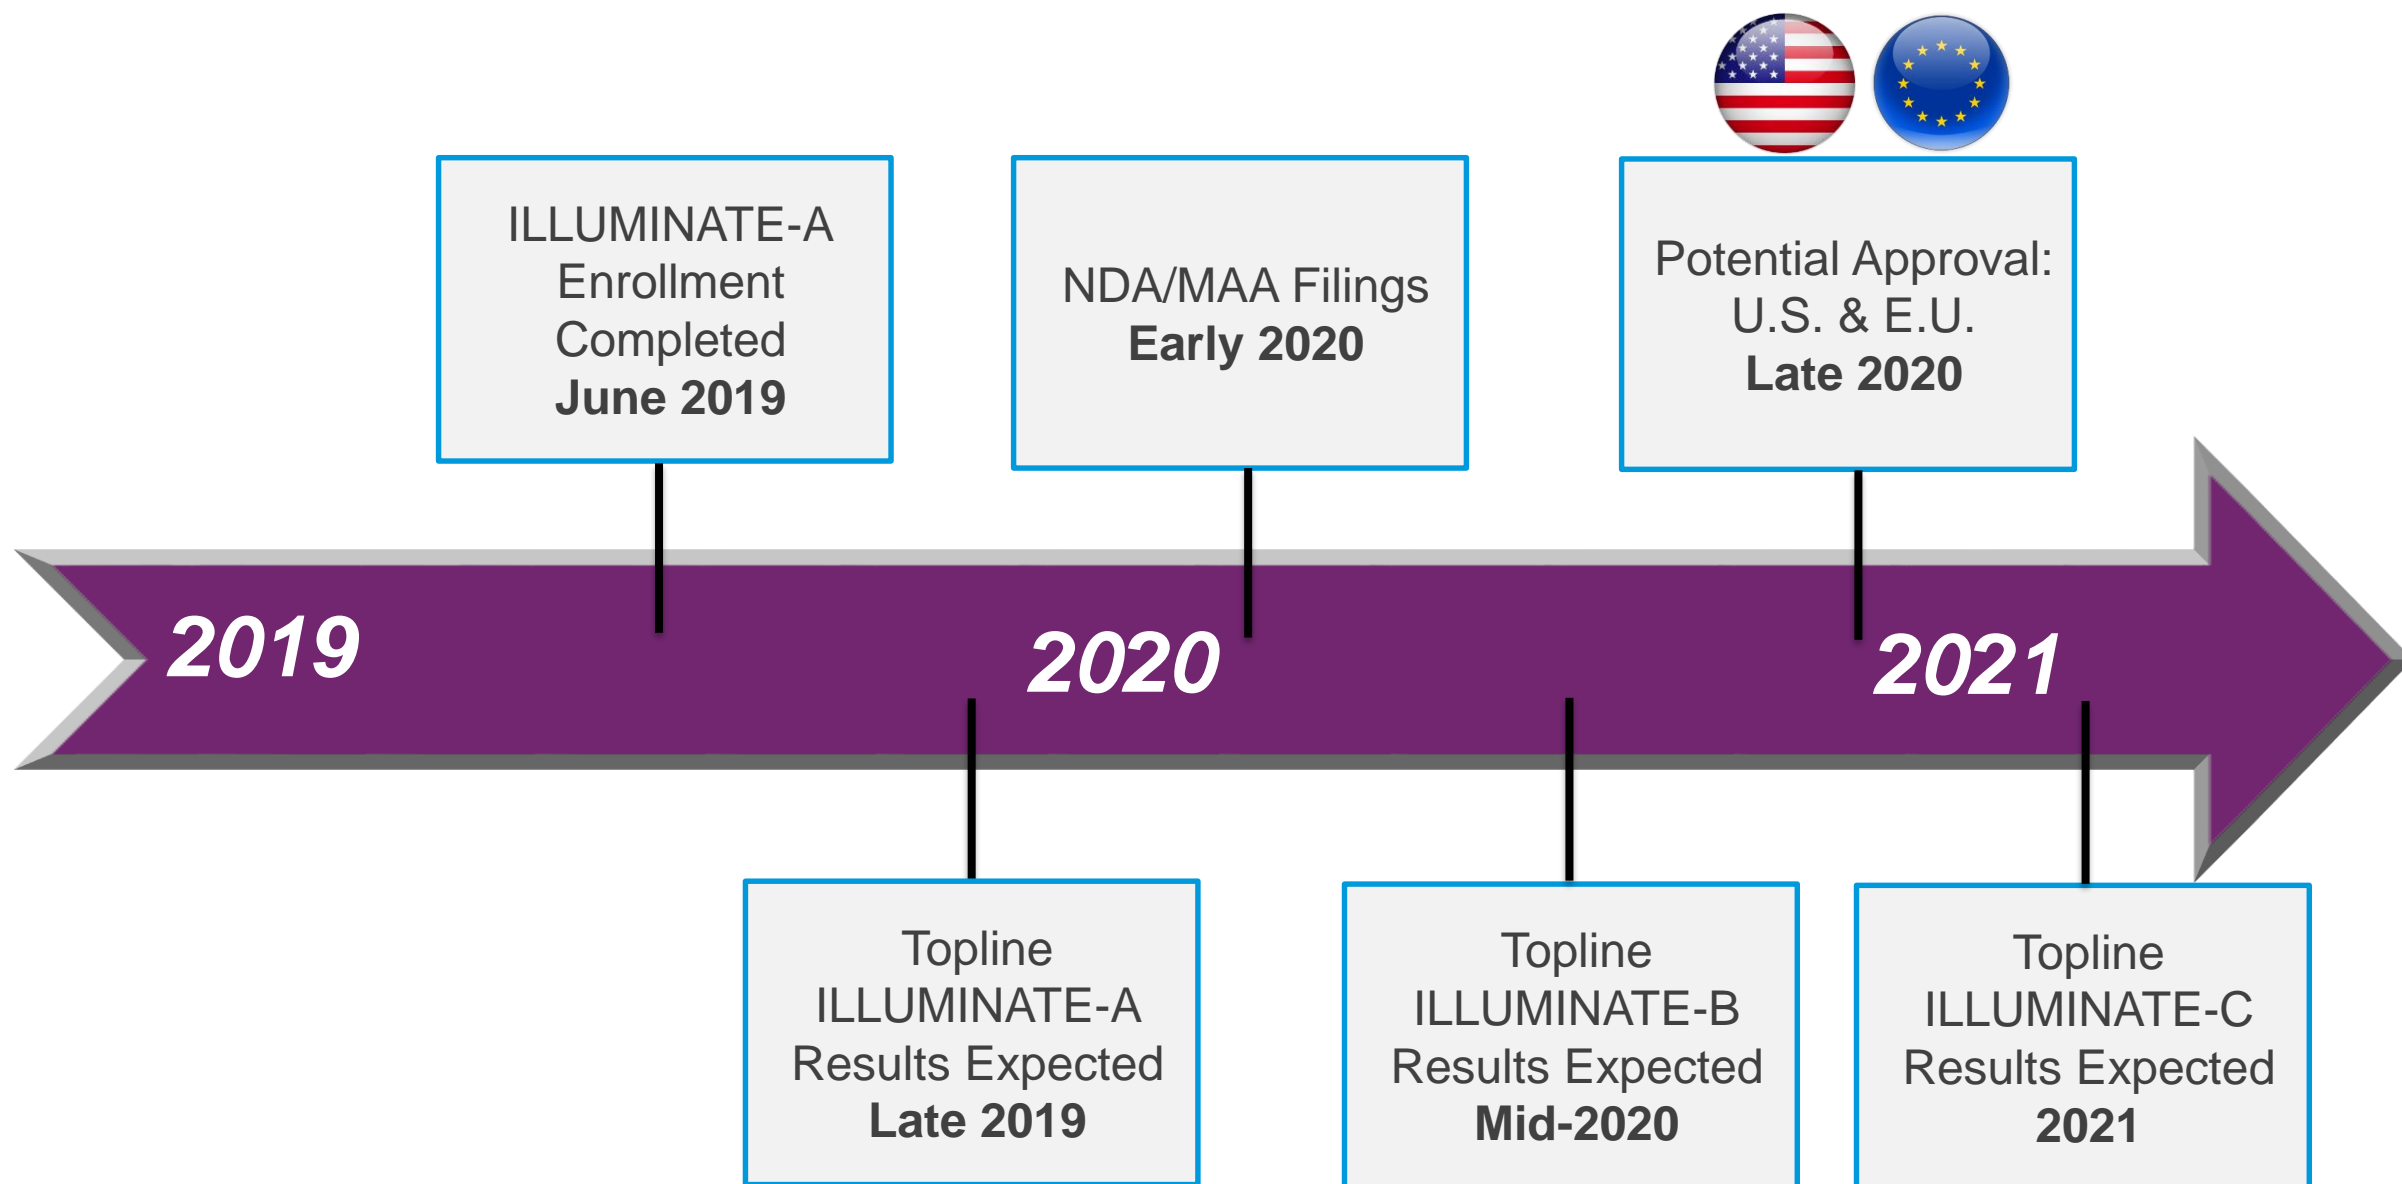 ILLUMINATE-A
Enrollment
Completed
June 2019
NDA/MAA Filings
Early 2020
Potential Approval:
U.S. & E.U.
Late 2020
2019
2020
2021
Topline
ILLUMINATE-A
Results Expected
Late 2019
Topline
ILLUMINATE-B
Results Expected
Mid-2020
Topline
ILLUMINATE-C
Results Expected
2021